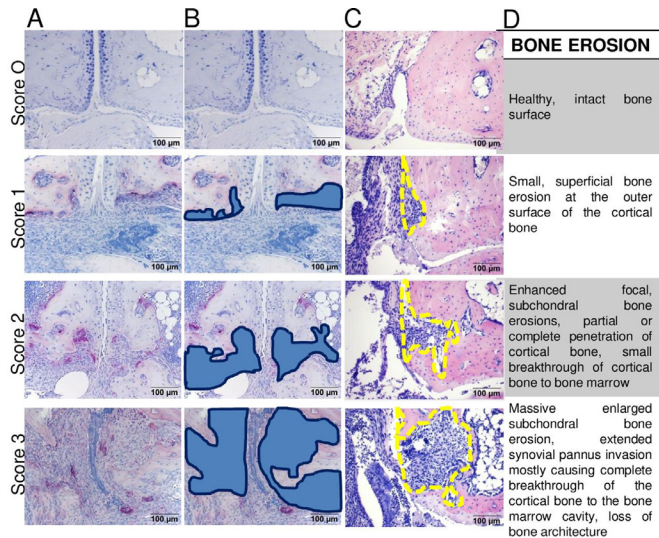 A B C D
BONE EROSION
Score O
100 µm 100 µm 100 µm
Healthy, intact bone
surface
Score 1
100 µm 100 µm 100 µm
Small, superficial bone
erosion at the outer
surface of the cortical
bone
Score 2
100 µm 100 µm 100 µm
Enhanced focal,
subchondral bone
erosions, partial or
complete penetration of
cortical bone, small
breakthrough of cortical
bone to bone marrow
Score 3
100 µm 100 µm 100 µm
Massive enlarged
subchondral bone
erosion, extended
synovial pannus invasion
mostly causing complete
breakthrough of the
cortical bone to the bone
marrow cavity, loss of
bone architecture